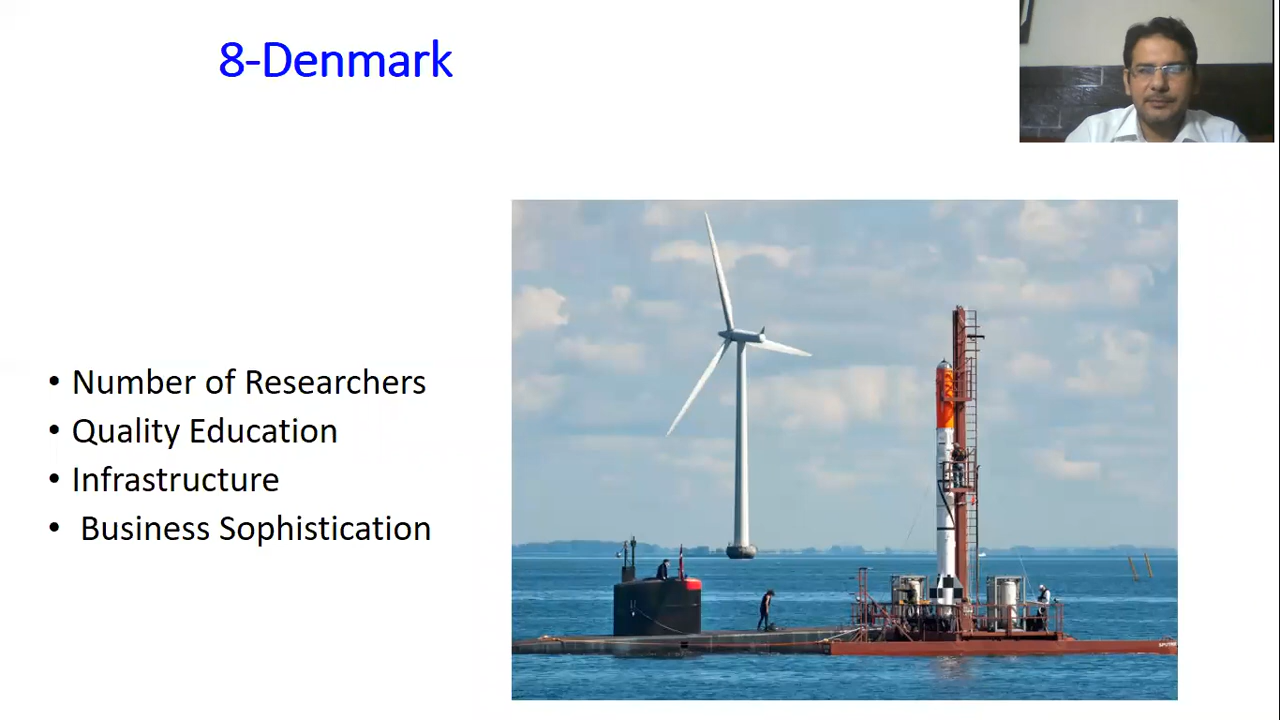 8-Denmark
• Number of Researchers
• Quality Education
• Infrastructure
• Business Sophistication